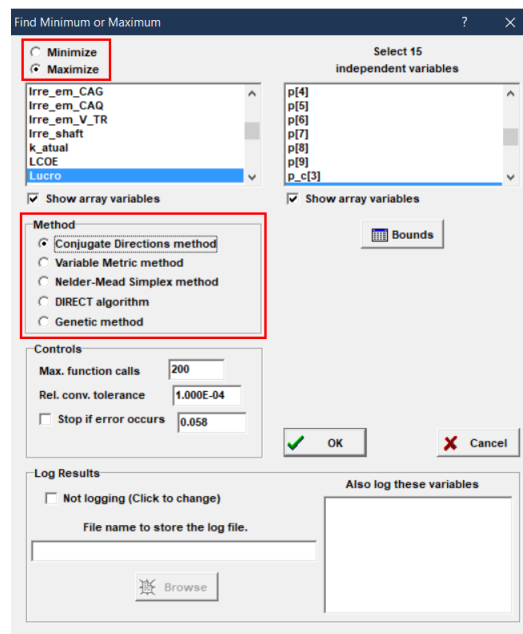 Find Minimum or Maximum
?
Minimize
Maximize
Select 15
independent variables
Irre_em_CAG
Irre_em_CAQ
Irre_em_V_TR
Irre_shaft
k_atual
LCOE
Lucro
p[4]
p[5]
p[6]
p[7]
p[8]
p[9]
p_c[3]
Show array variables
Show array variables
Method
Conjugate Directions method
Variable Metric method
Nelder-Mead Simplex method
DIRECT algorithm
Genetic method
Bounds
Controls
Max. function calls 200
Rel. conv. tolerance 1.000E-04
Stop if error occurs 0.058
OK
Cancel
Log Results
Not logging (Click to change)
File name to store the log file.
Browse
Also log these variables